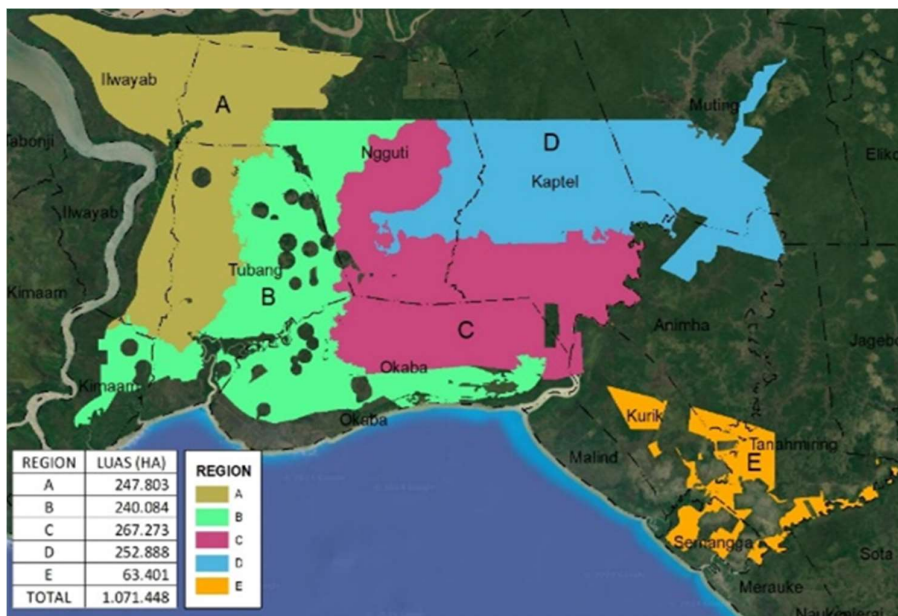 Ilwayab
A
Muting
Tabonji
Ngguti
D
Kaptel
Ilwayab
Tubang
Kimaam
B
C
Animha
Jagebo
Okaba
Kimaam
Okaba
Kurik
Tanahmiring
Malind
E
Semangga
Sota
Merauke
REGION LUAS (HA)
A 247.803
B 240.084
C 267.273
D 252.888
E 63.401
TOTAL 1.071.448
REGION
A
B
C
D
E